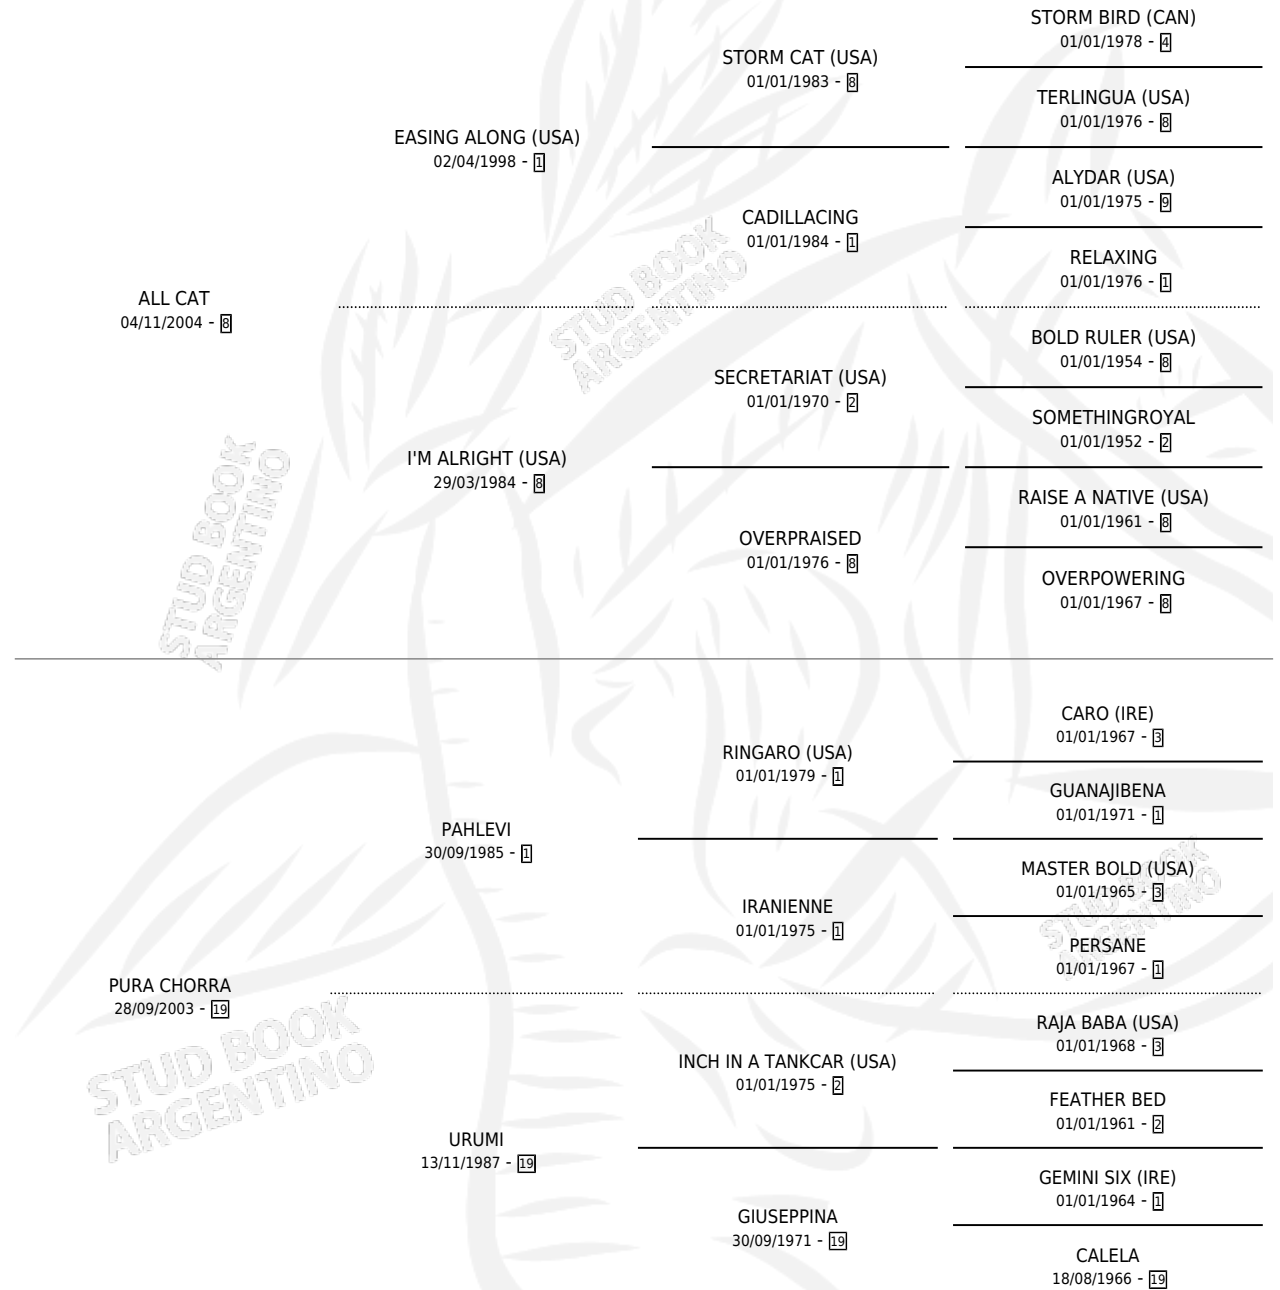 STORM BIRD (CAN)
01/01/1978 - 4
STORM CAT (USA)
01/01/1983 - 8
TERLINGUA (USA)
01/01/1976 - 8
EASING ALONG (USA)
02/04/1998 - 1
ALYDAR (USA)
01/01/1975 - 9
CADILLACING
01/01/1984 - 1
RELAXING
01/01/1976 - 1
ALL CAT
04/11/2004 - 8
BOLD RULER (USA)
01/01/1954 - 8
SECRETARIAT (USA)
01/01/1970 - 2
SOMETHINGROYAL
01/01/1952 - 2
I'M ALRIGHT (USA)
29/03/1984 - 8
RAISE A NATIVE (USA)
01/01/1961 - 8
OVERPRAISED
01/01/1976 - 8
OVERPOWERING
01/01/1967 - 8
CARO (IRE)
01/01/1967 - 3
RINGARO (USA)
01/01/1979 - 1
GUANAJIBENA
01/01/1971 - 1
PAHLEVI
30/09/1985 - 1
MASTER BOLD (USA)
01/01/1965 - 3
IRANIENNE
01/01/1975 - 1
PERSANE
01/01/1967 - 1
PURA CHORRA
28/09/2003 - 19
RAJA BABA (USA)
01/01/1968 - 3
INCH IN A TANKCAR (USA)
01/01/1975 - 2
FEATHER BED
01/01/1961 - 2
URUMI
13/11/1987 - 19
GEMINI SIX (IRE)
01/01/1964 - 1
GIUSEPPINA
30/09/1971 - 19
CALELA
18/08/1966 - 19
STUD BOOK
ARGENTINO
STUD BOOK
ARGENTINO
STUD BOOK
ARGENTINO
STUD BOOK
ARGENTINO